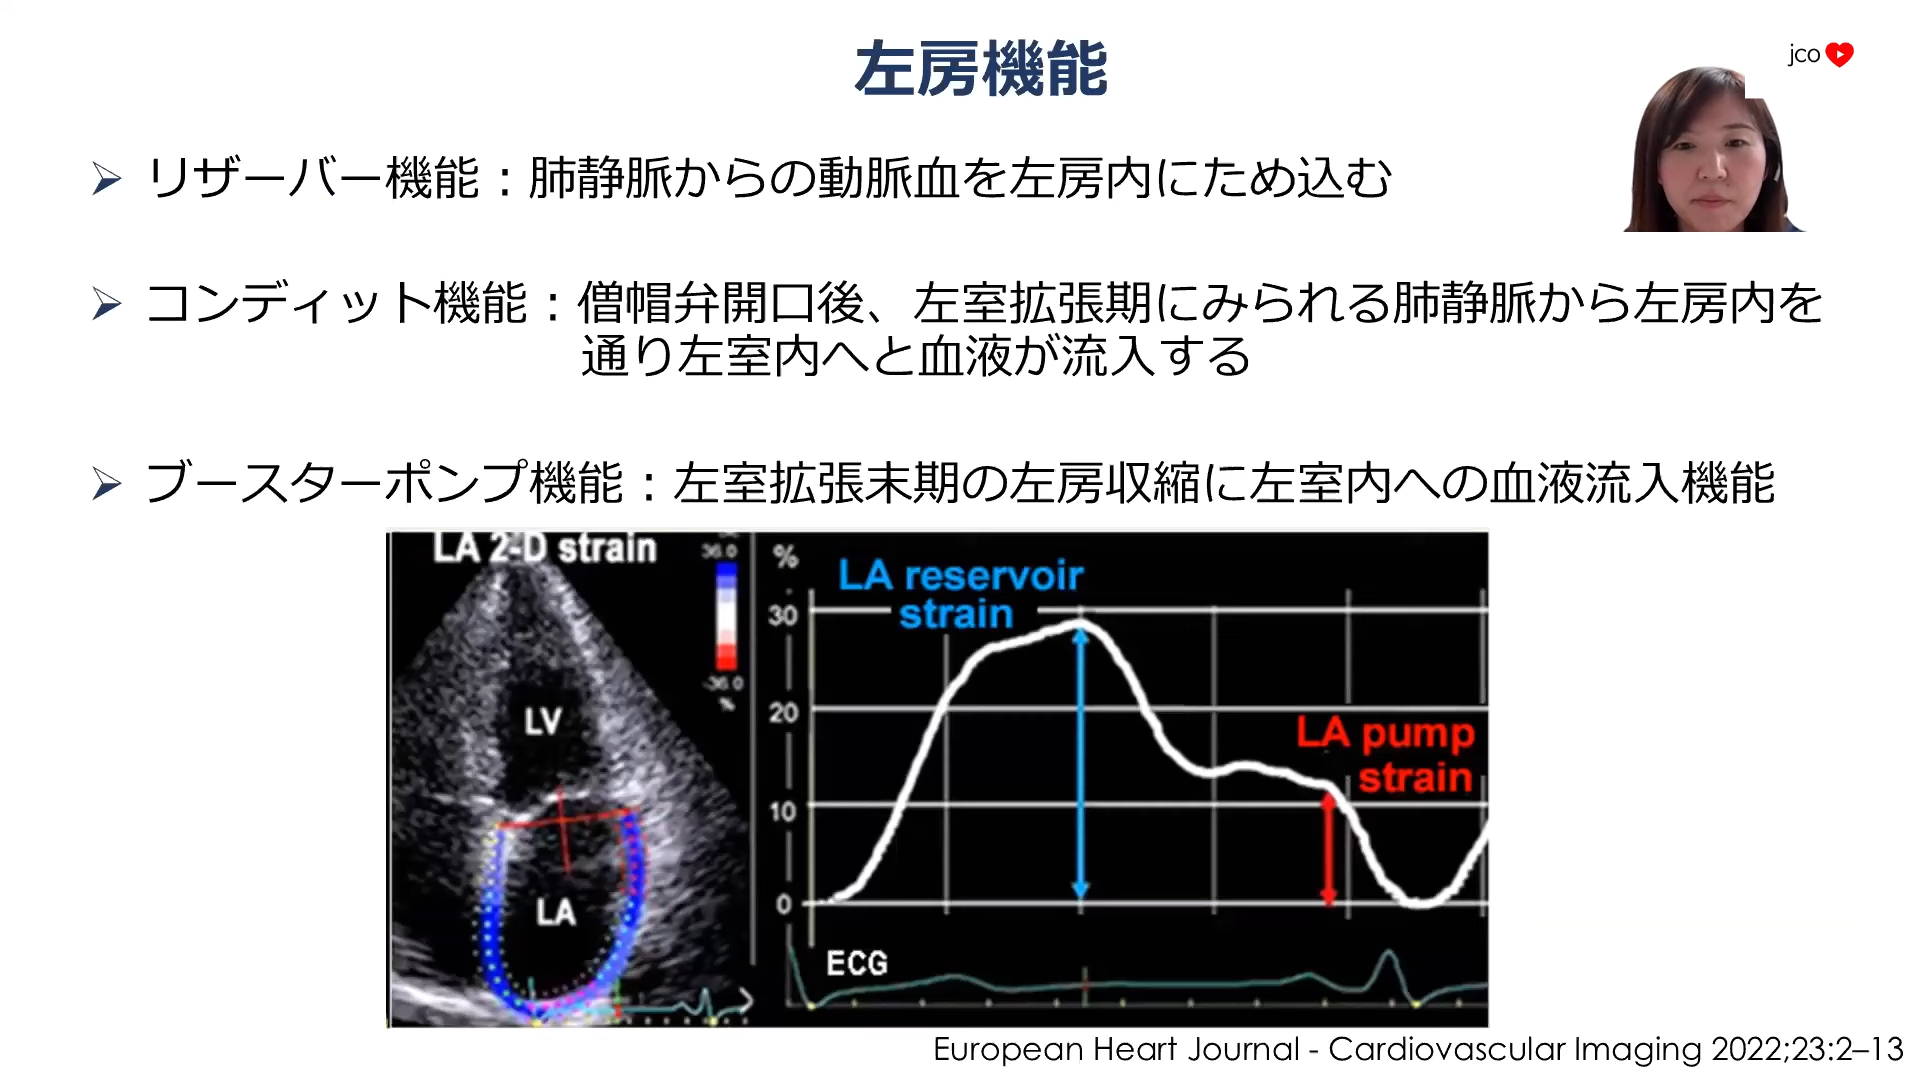 左房機能
jco
➢ リザーバー機能：肺静脈からの動脈血を左房内にため込む
➢ コンディット機能：僧帽弁開口後、左室拡張期にみられる肺静脈から左房内を
通り左室内へと血液が流入する
➢ ブースターポンプ機能：左室拡張末期の左房収縮に左室内への血液流入機能
LA 2-D strain
36.0
-36.0
%
LV
LA
%
30
20
10
0
LA reservoir
strain
LA pump
strain
ECG
European Heart Journal - Cardiovascular Imaging 2022;23:2–13